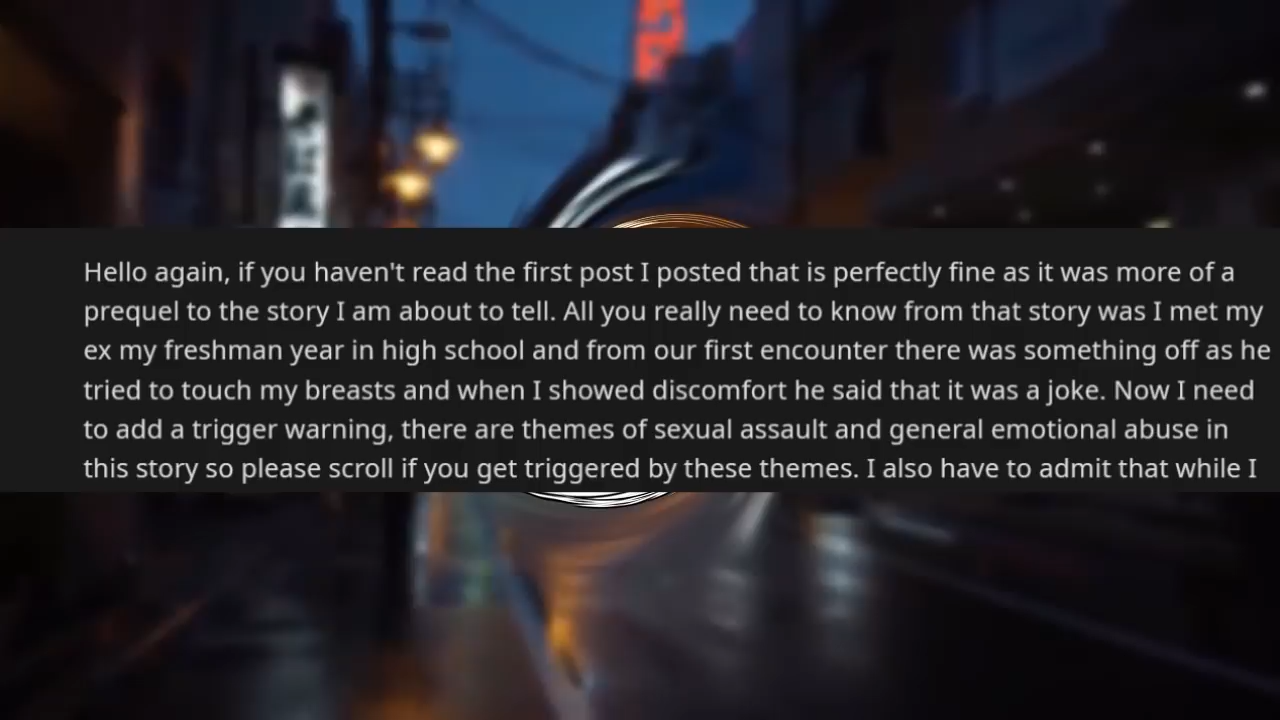 Hello again, if you haven't read the first post I posted that is perfectly fine as it was more of a
prequel to the story I am about to tell. All you really need to know from that story was I met my
ex my freshman year in high school and from our first encounter there was something off as he
tried to touch my breasts and when I showed discomfort he said that it was a joke. Now I need
to add a trigger warning, there are themes of sexual assault and general emotional abuse in
this story so please scroll if you get triggered by these themes. I also have to admit that while I